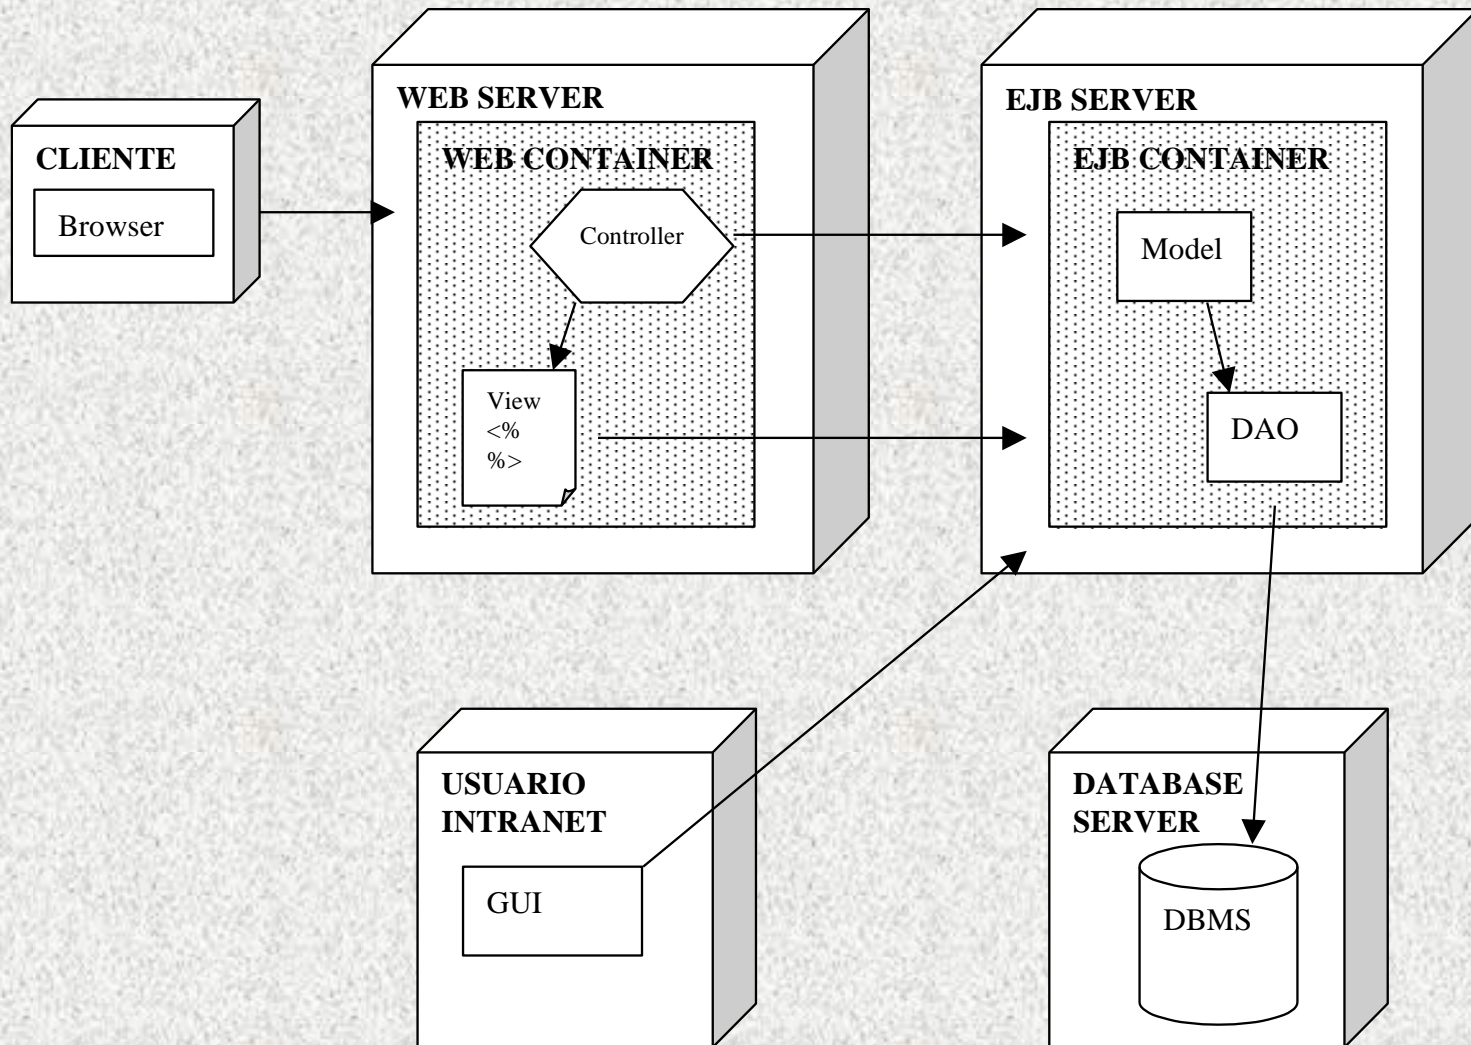 CLIENTE
Browser
WEB SERVER
WEB CONTAINER
Controller
View
<%
%>
EJB SERVER
EJB CONTAINER
Model
DAO
USUARIO
INTRANET
GUI
DATABASE
SERVER
DBMS